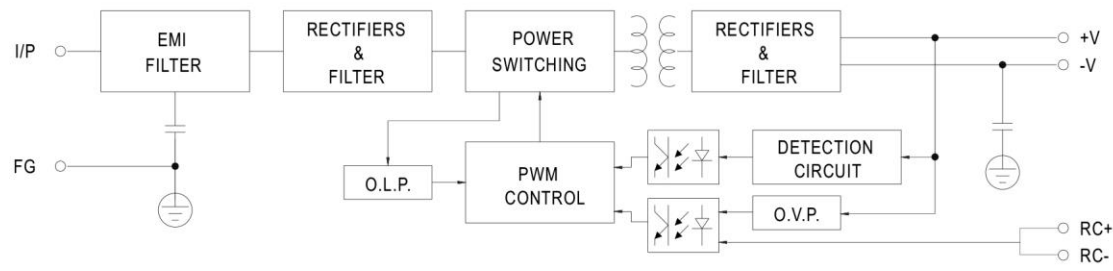 I/P
EMI
FILTER
RECTIFIERS
&
FILTER
POWER
SWITCHING
RECTIFIERS
&
FILTER
+V
-V
FG
O.L.P.
PWM
CONTROL
DETECTION
CIRCUIT
O.V.P.
RC+
RC-